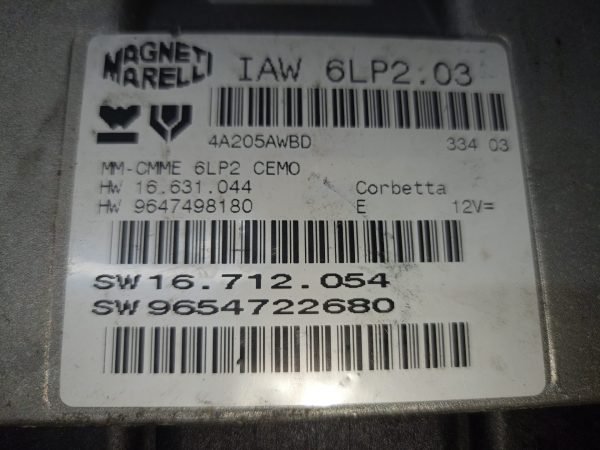 MAGNETI
MARELLI
IAW 6LP2.03
4A205AWBD 334 03
MM-CMME 6LP2 CEMO
HW 16.631.044 Corbetta
HW 9647498180 E 12V=
SW 16.712.054
SW 9654722680